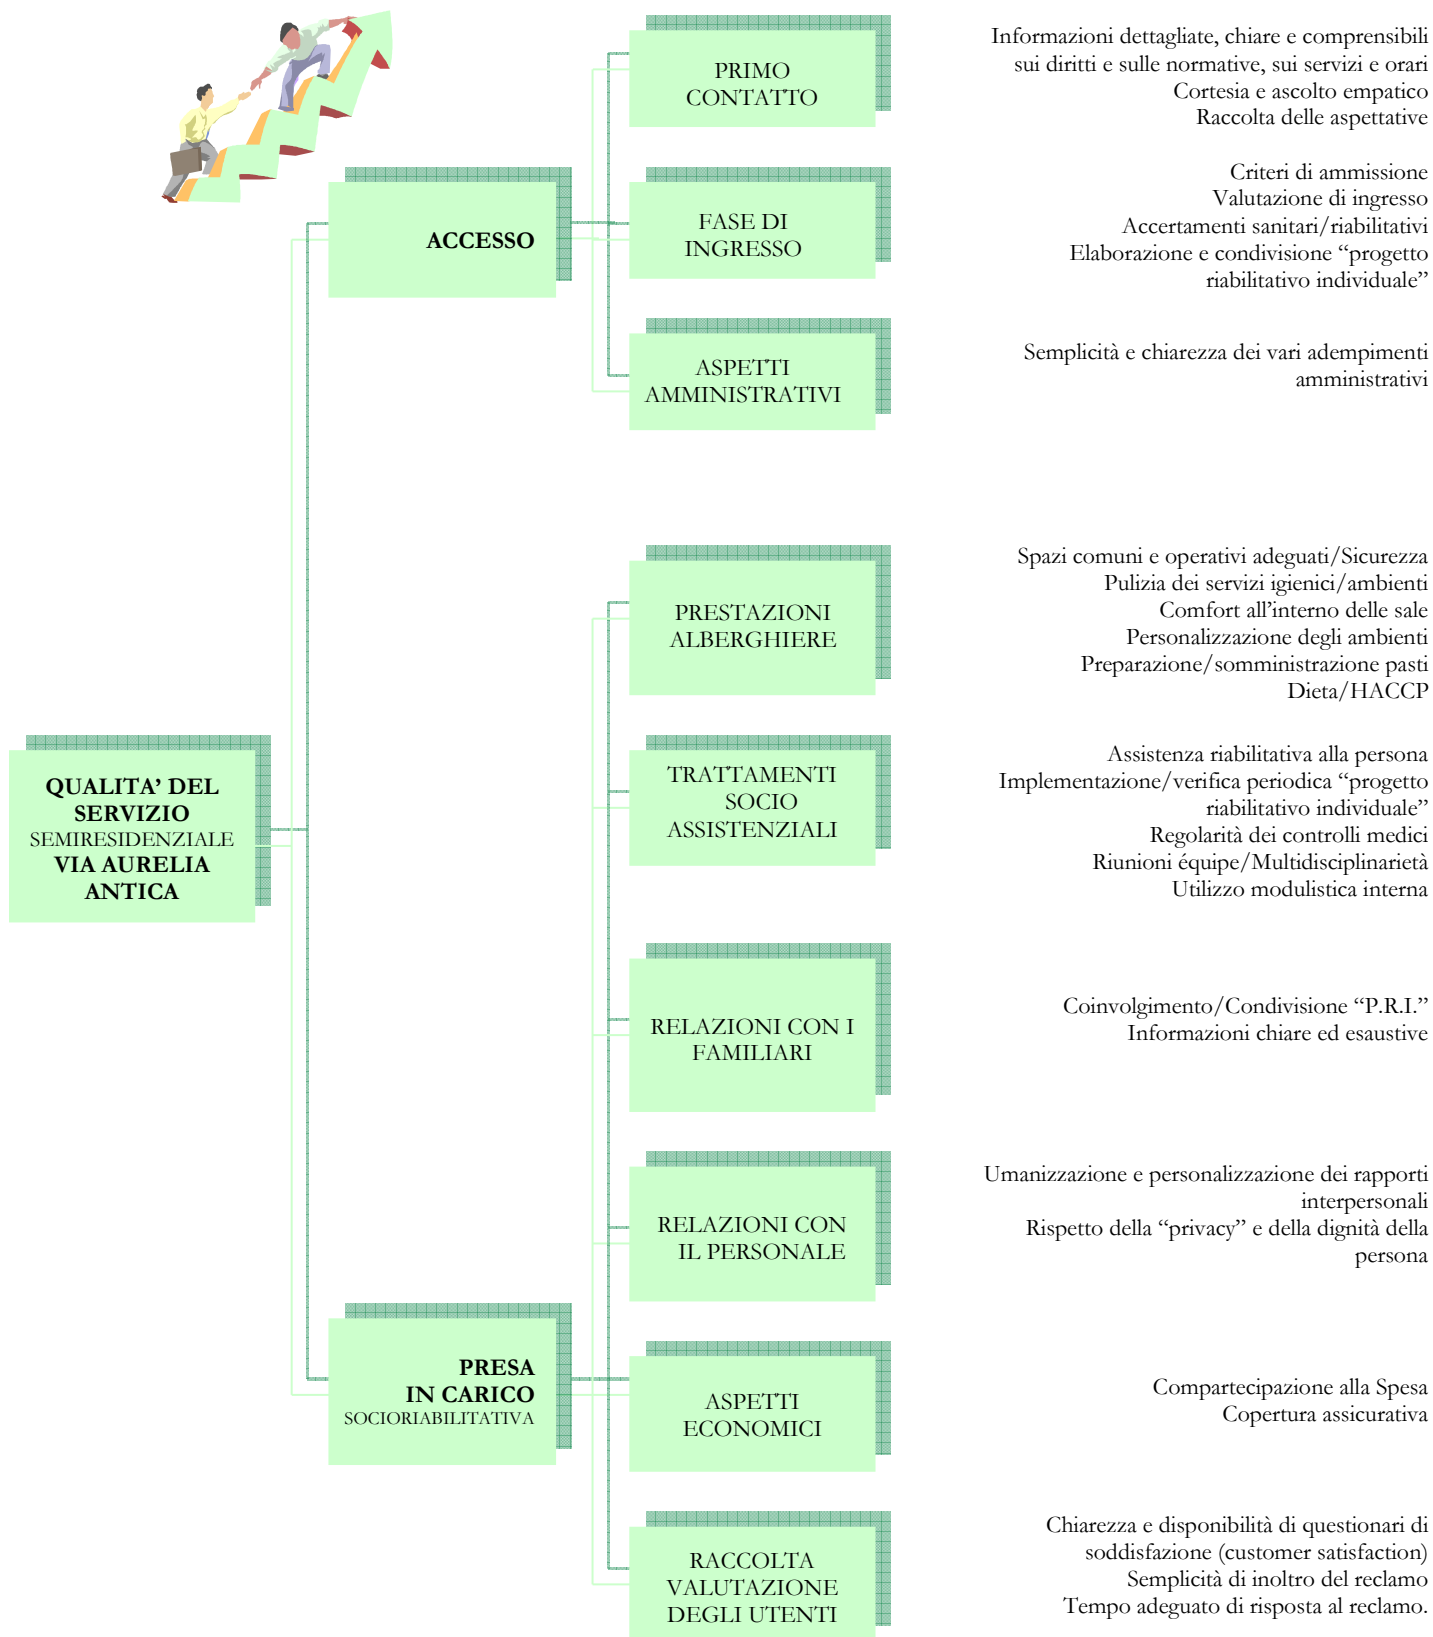 PRIMO
CONTATTO
Informazioni dettagliate, chiare e comprensibili
sui diritti e sulle normative, sui servizi e orari
Cortesia e ascolto empatico
Raccolta delle aspettative
ACCESSO
FASE DI
INGRESSO
Criteri di ammissione
Valutazione di ingresso
Accertamenti sanitari/riabilitativi
Elaborazione e condivisione “progetto
riabilitativo individuale”
ASPETTI
AMMINISTRATIVI
Semplicità e chiarezza dei vari adempimenti
amministrativi
PRESTAZIONI
ALBERGHIERE
Spazi comuni e operativi adeguati/Sicurezza
Pulizia dei servizi igienici/ambienti
Comfort all’interno delle sale
Personalizzazione degli ambienti
Preparazione/somministrazione pasti
Dieta/HACCP
QUALITA’ DEL
SERVIZIO
SEMIRESIDENZIALE
VIA AURELIA
ANTICA
TRATTAMENTI
SOCIO
ASSISTENZIALI
Assistenza riabilitativa alla persona
Implementazione/verifica periodica “progetto
riabilitativo individuale”
Regolarità dei controlli medici
Riunioni équipe/Multidisciplinarietà
Utilizzo modulistica interna
RELAZIONI CON I
FAMILIARI
Coinvolgimento/Condivisione “P.R.I.”
Informazioni chiare ed esaustive
RELAZIONI CON
IL PERSONALE
Umanizzazione e personalizzazione dei rapporti
interpersonali
Rispetto della “privacy” e della dignità della
persona
PRESA
IN CARICO
SOCIORIABILITATIVA
ASPETTI
ECONOMICI
Compartecipazione alla Spesa
Copertura assicurativa
RACCOLTA
VALUTAZIONE
DEGLI UTENTI
Chiarezza e disponibilità di questionari di
soddisfazione (customer satisfaction)
Semplicità di inoltro del reclamo
Tempo adeguato di risposta al reclamo.